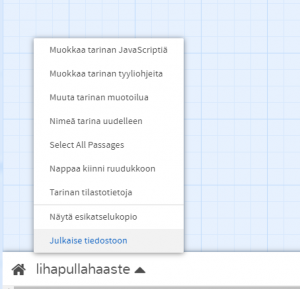 Muokkaa tarinan JavaScriptiä
Muokkaa tarinan tyyliohjeita
Muuta tarinan muotoilua
Nimeä tarina uudelleen
Select All Passages
Nappaa kiinni ruudukkoon
Tarinan tilastotietoja
Näytä esikatselukopio
Julkaise tiedostoon
lihapullahaaste